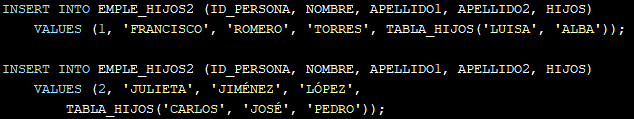 INSERT INTO EMPLE_HIJOS2 (ID_PERSONA, NOMBRE, APELLIDO1, APELLIDO2, HIJOS)
VALUES (1, 'FRANCISCO', 'ROMERO', 'TORRES', TABLA_HIJOS('LUISA', 'ALBA'));
INSERT INTO EMPLE_HIJOS2 (ID_PERSONA, NOMBRE, APELLIDO1, APELLIDO2, HIJOS)
VALUES (2, 'JULIETA', 'JIMÉNEZ', 'LÓPEZ',
TABLA_HIJOS('CARLOS', 'JOSÉ', 'PEDRO'));